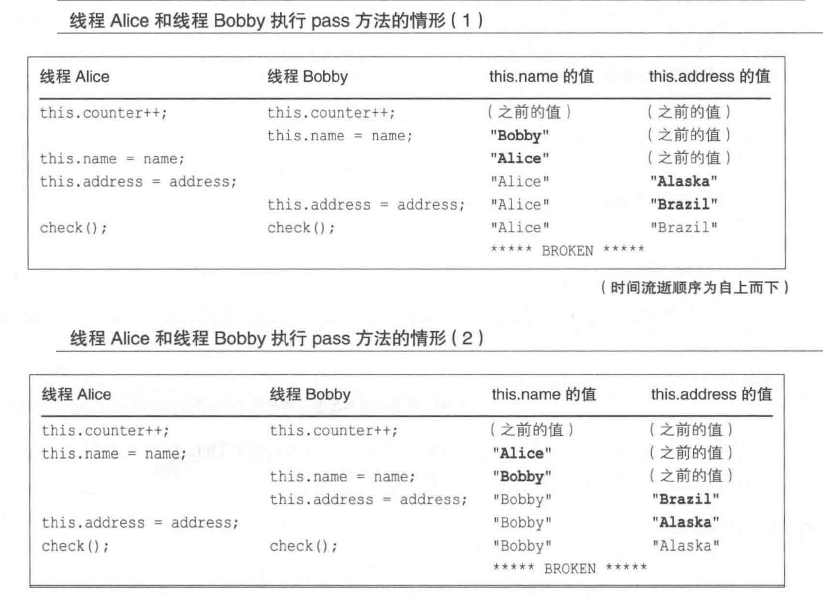 线程 Alice 和线程 Bobby 执行 pass 方法的情形（1）
线程 Alice 线程 Bobby this.name 的值 this.address 的值
this.counter++; this.counter++; （之前的值） （之前的值）
this.name = name; "Bobby" （之前的值）
this.name = name; "Alice" （之前的值）
this.address = address; "Alice" "Alaska"
this.address = address; "Alice" "Brazil"
check(); check(); "Alice" "Brazil"
***** BROKEN *****
（时间流逝顺序为自上而下）
线程 Alice 和线程 Bobby 执行 pass 方法的情形（2）
线程 Alice 线程 Bobby this.name 的值 this.address 的值
this.counter++; this.counter++; （之前的值） （之前的值）
this.name = name; "Alice" （之前的值）
this.name = name; "Bobby" （之前的值）
this.address = address; "Bobby" "Brazil"
this.address = address; "Bobby" "Alaska"
check(); check(); "Bobby" "Alaska"
***** BROKEN *****